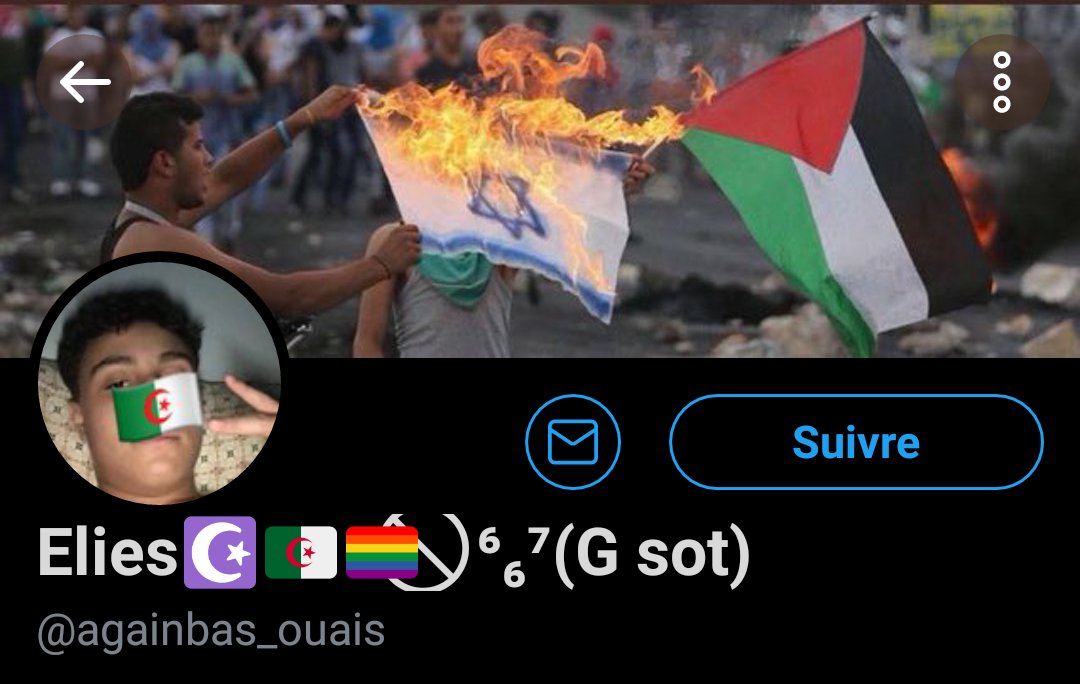 Suivre
Elies☪️🇩🇿🏳️‍🌈⃠⁶₆⁷(G sot)
@againbas_ouais